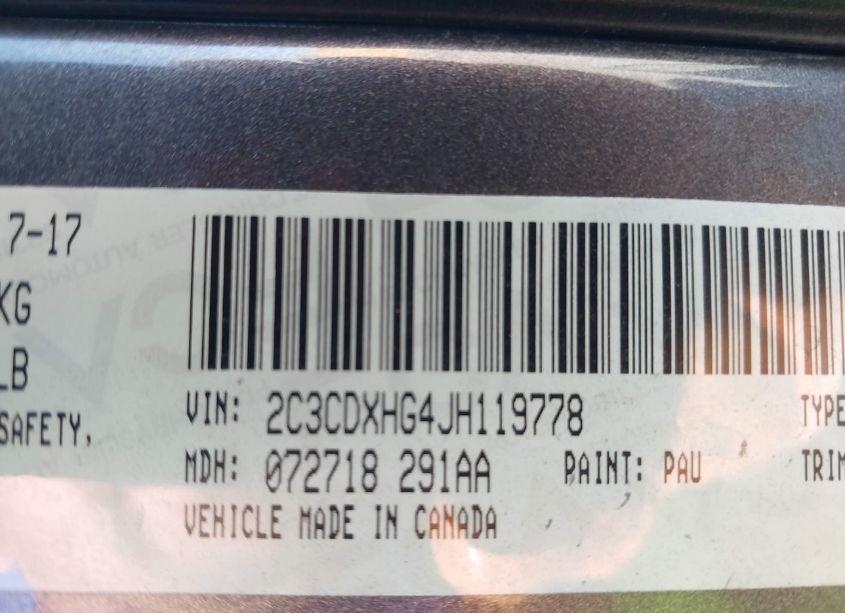 7-17
KG
LB
SAFETY,
VIN: 2C3CDXHG4JH119778
TYPE
MDH: 072718 291AA
PAINT: PAU
TRIM
VEHICLE MADE IN CANADA